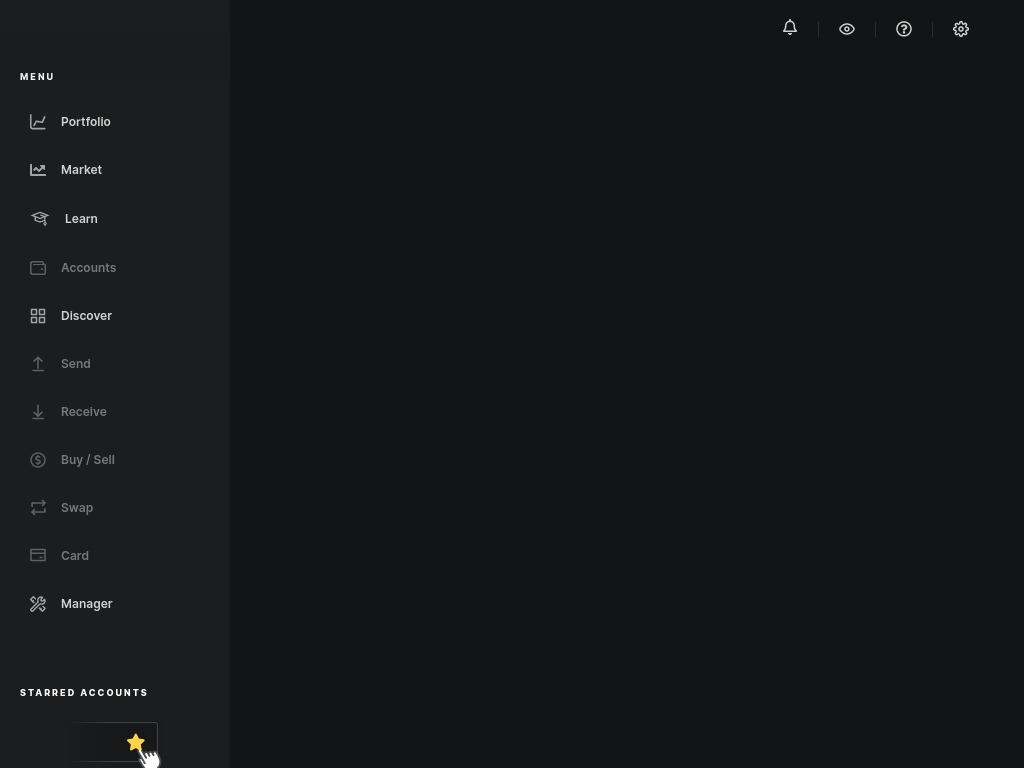 MENU
Portfolio
Market
Learn
Accounts
Discover
Send
Receive
Buy / Sell
Swap
Card
Manager
STARRED ACCOUNTS